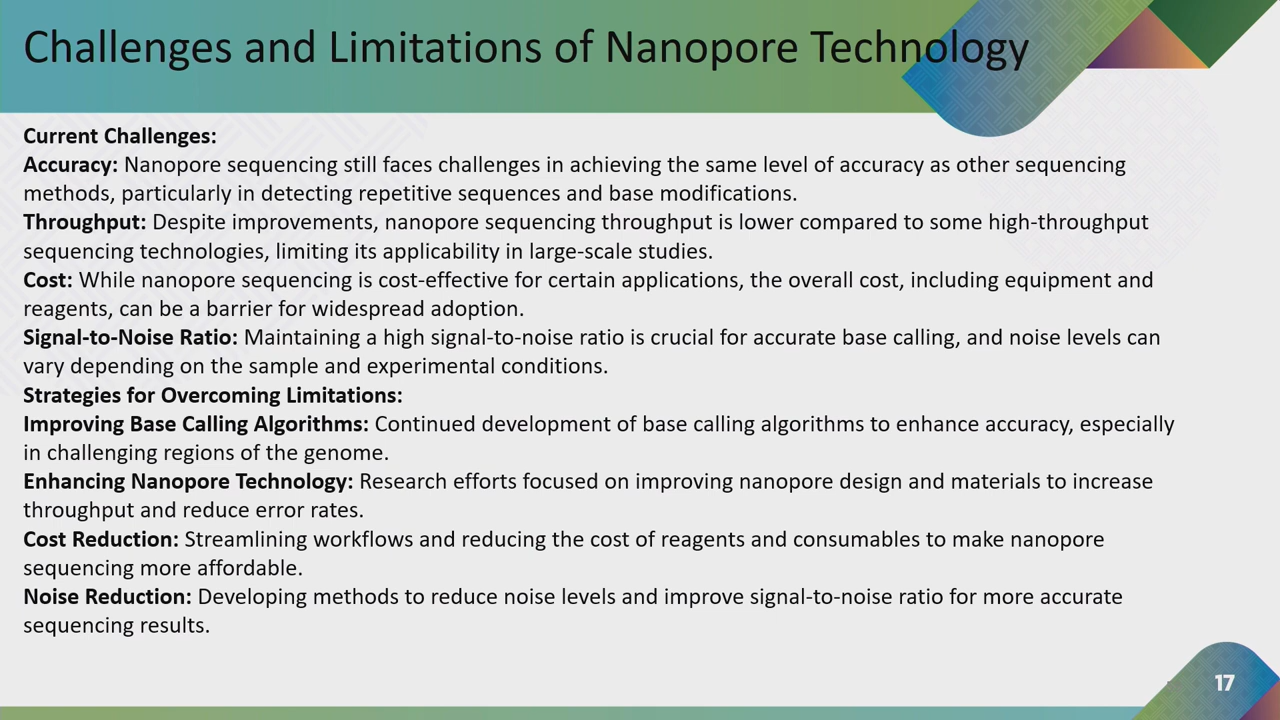 Challenges and Limitations of Nanopore Technology
Current Challenges:
Accuracy: Nanopore sequencing still faces challenges in achieving the same level of accuracy as other sequencing
methods, particularly in detecting repetitive sequences and base modifications.
Throughput: Despite improvements, nanopore sequencing throughput is lower compared to some high-throughput
sequencing technologies, limiting its applicability in large-scale studies.
Cost: While nanopore sequencing is cost-effective for certain applications, the overall cost, including equipment and
reagents, can be a barrier for widespread adoption.
Signal-to-Noise Ratio: Maintaining a high signal-to-noise ratio is crucial for accurate base calling, and noise levels can
vary depending on the sample and experimental conditions.
Strategies for Overcoming Limitations:
Improving Base Calling Algorithms: Continued development of base calling algorithms to enhance accuracy, especially
in challenging regions of the genome.
Enhancing Nanopore Technology: Research efforts focused on improving nanopore design and materials to increase
throughput and reduce error rates.
Cost Reduction: Streamlining workflows and reducing the cost of reagents and consumables to make nanopore
sequencing more affordable.
Noise Reduction: Developing methods to reduce noise levels and improve signal-to-noise ratio for more accurate
sequencing results.
17